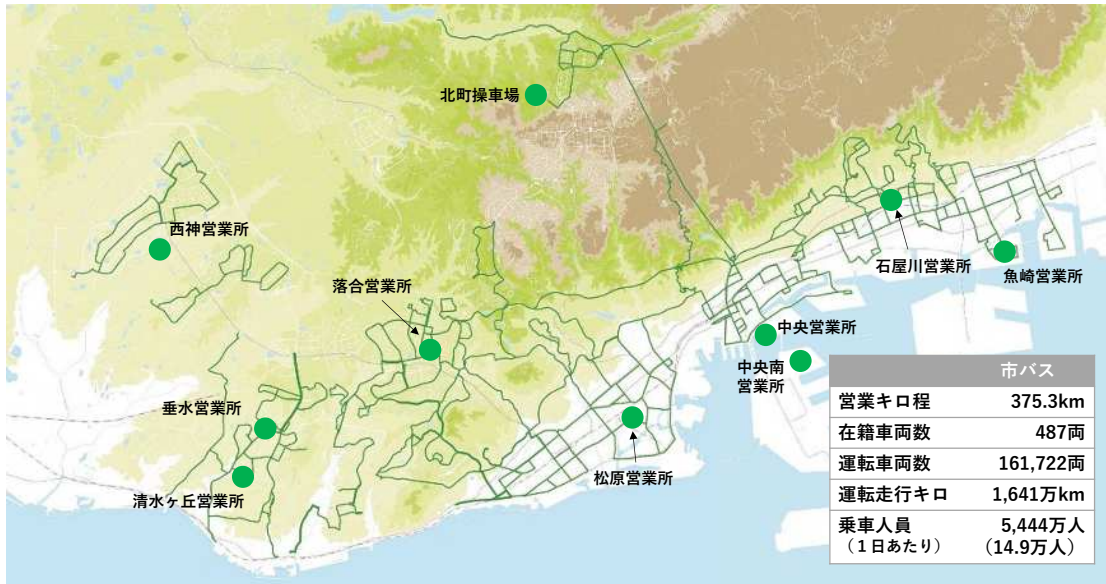 北町操車場
西神営業所
落合営業所
石屋川営業所
魚崎営業所
中央営業所
中央南
営業所
垂水営業所
清水ヶ丘営業所
松原営業所
市バス
営業キロ程 375.3km
在籍車両数 487両
運転車両数 161,722両
運転走行キロ 1,641万km
乗車人員 5,444万人
(1日あたり) (14.9万人)